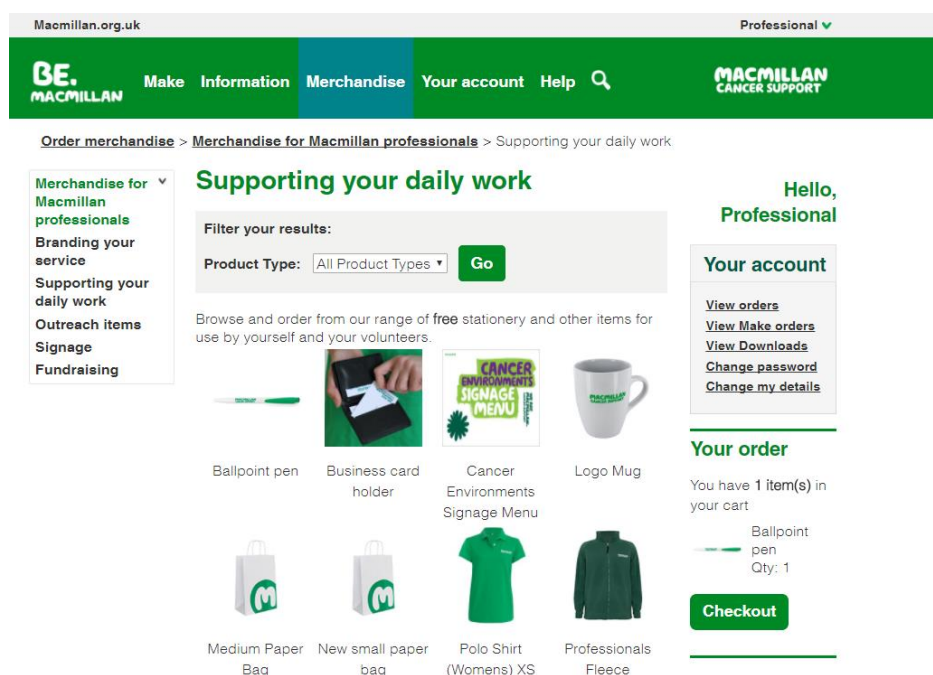 Macmillan.org.uk
Professional
BE.
MACMILLAN
Make Information Merchandise Your account Help
MACMILLAN
CANCER SUPPORT
Order merchandise > Merchandise for Macmillan professionals > Supporting your daily work
Merchandise for
Macmillan
professionals
Branding your
service
Supporting your
daily work
Outreach items
Signage
Fundraising
Supporting your daily work
Filter your results:
Product Type: All Product Types Go
Browse and order from our range of free stationery and other items for
use by yourself and your volunteers.
CANCER
ENVIRONMENTS
SIGNAGE
MENU
MACMILLAN
CANCER SUPPORT
Ballpoint pen
Business card
holder
Cancer
Environments
Signage Menu
Logo Mug
Medium Paper
Bag
New small paper
bag
Polo Shirt
(Womens) XS
Professionals
Fleece
Hello,
Professional
Your account
View orders
View Make orders
View Downloads
Change password
Change my details
Your order
You have 1 item(s) in
your cart
Ballpoint
pen
Qty: 1
Checkout